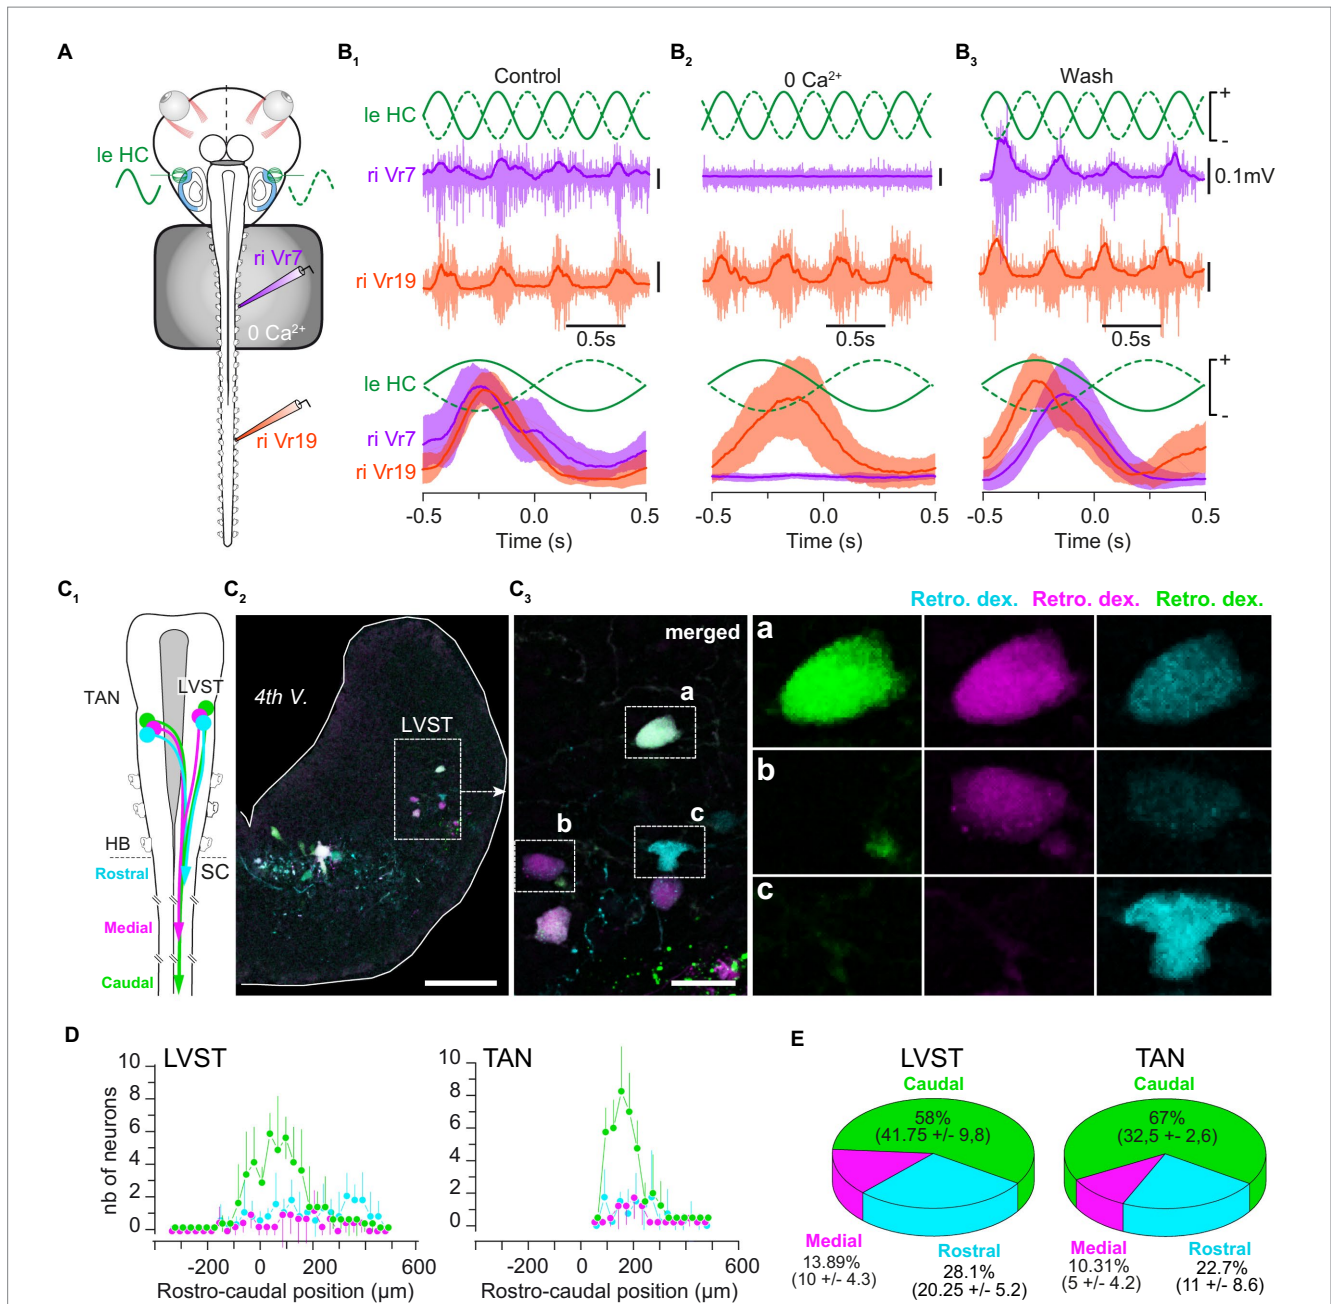 A
le HC
ri Vr7
0 Ca²⁺
ri Vr19
B₁
Control
B₂
0 Ca²⁺
B₃
Wash
le HC
+
-
ri Vr7
0.1mV
ri Vr19
0.5s
0.5s
0.5s
le HC
+
-
ri Vr7
ri Vr19
-0.5
0.0
0.5
-0.5
0.0
0.5
-0.5
0.0
0.5
Time (s)
Time (s)
Time (s)
C₁
TAN
LVST
HB
SC
Rostral
Medial
Caudal
C₂
4th V.
LVST
C₃
Retro. dex.
Retro. dex.
Retro. dex.
merged
a
b
c
a
b
c
D
LVST
nb of neurons
10
8
6
4
2
0
-200
0
200
600
Rostro-caudal position (µm)
TAN
10
8
6
4
2
0
-200
0
200
600
Rostro-caudal position (µm)
E
LVST
Caudal
58%
(41.75 +/- 9,8)
Medial
13.89%
(10 +/- 4.3)
Rostral
28.1%
(20.25 +/- 5.2)
TAN
Caudal
67%
(32,5 +- 2,6)
Medial
10.31%
(5 +/- 4.2)
Rostral
22.7%
(11 +/- 8.6)